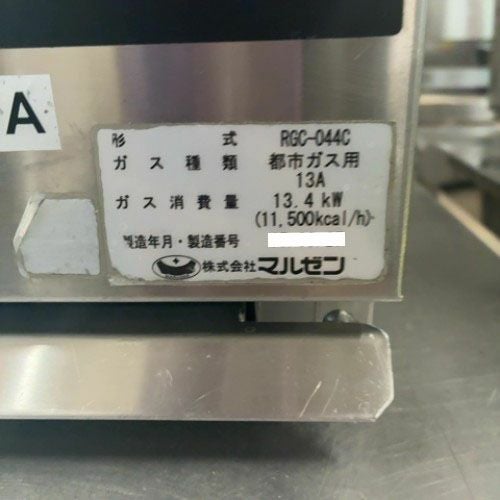 A
形 式 RGC-044C
ガス種類 都市ガス用
13A
ガス消費量 13.4 kW
(11,500kcal/h)
製造年月・製造番号
株式会社 マルゼン